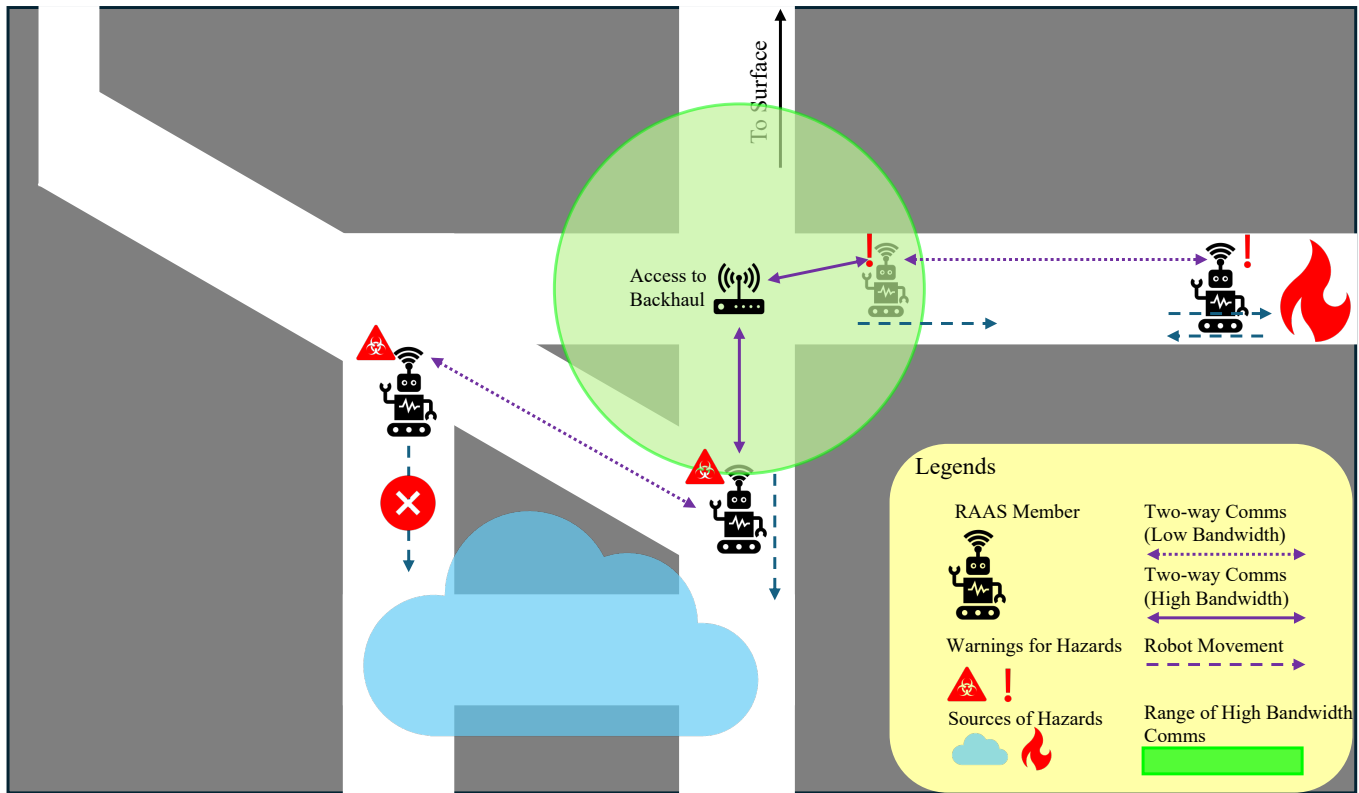 To Surface
Access to
Backhaul
Legends
RAAS Member
Two-way Comms
(Low Bandwidth)
Two-way Comms
(High Bandwidth)
Warnings for Hazards
Robot Movement
Sources of Hazards
Range of High Bandwidth
Comms